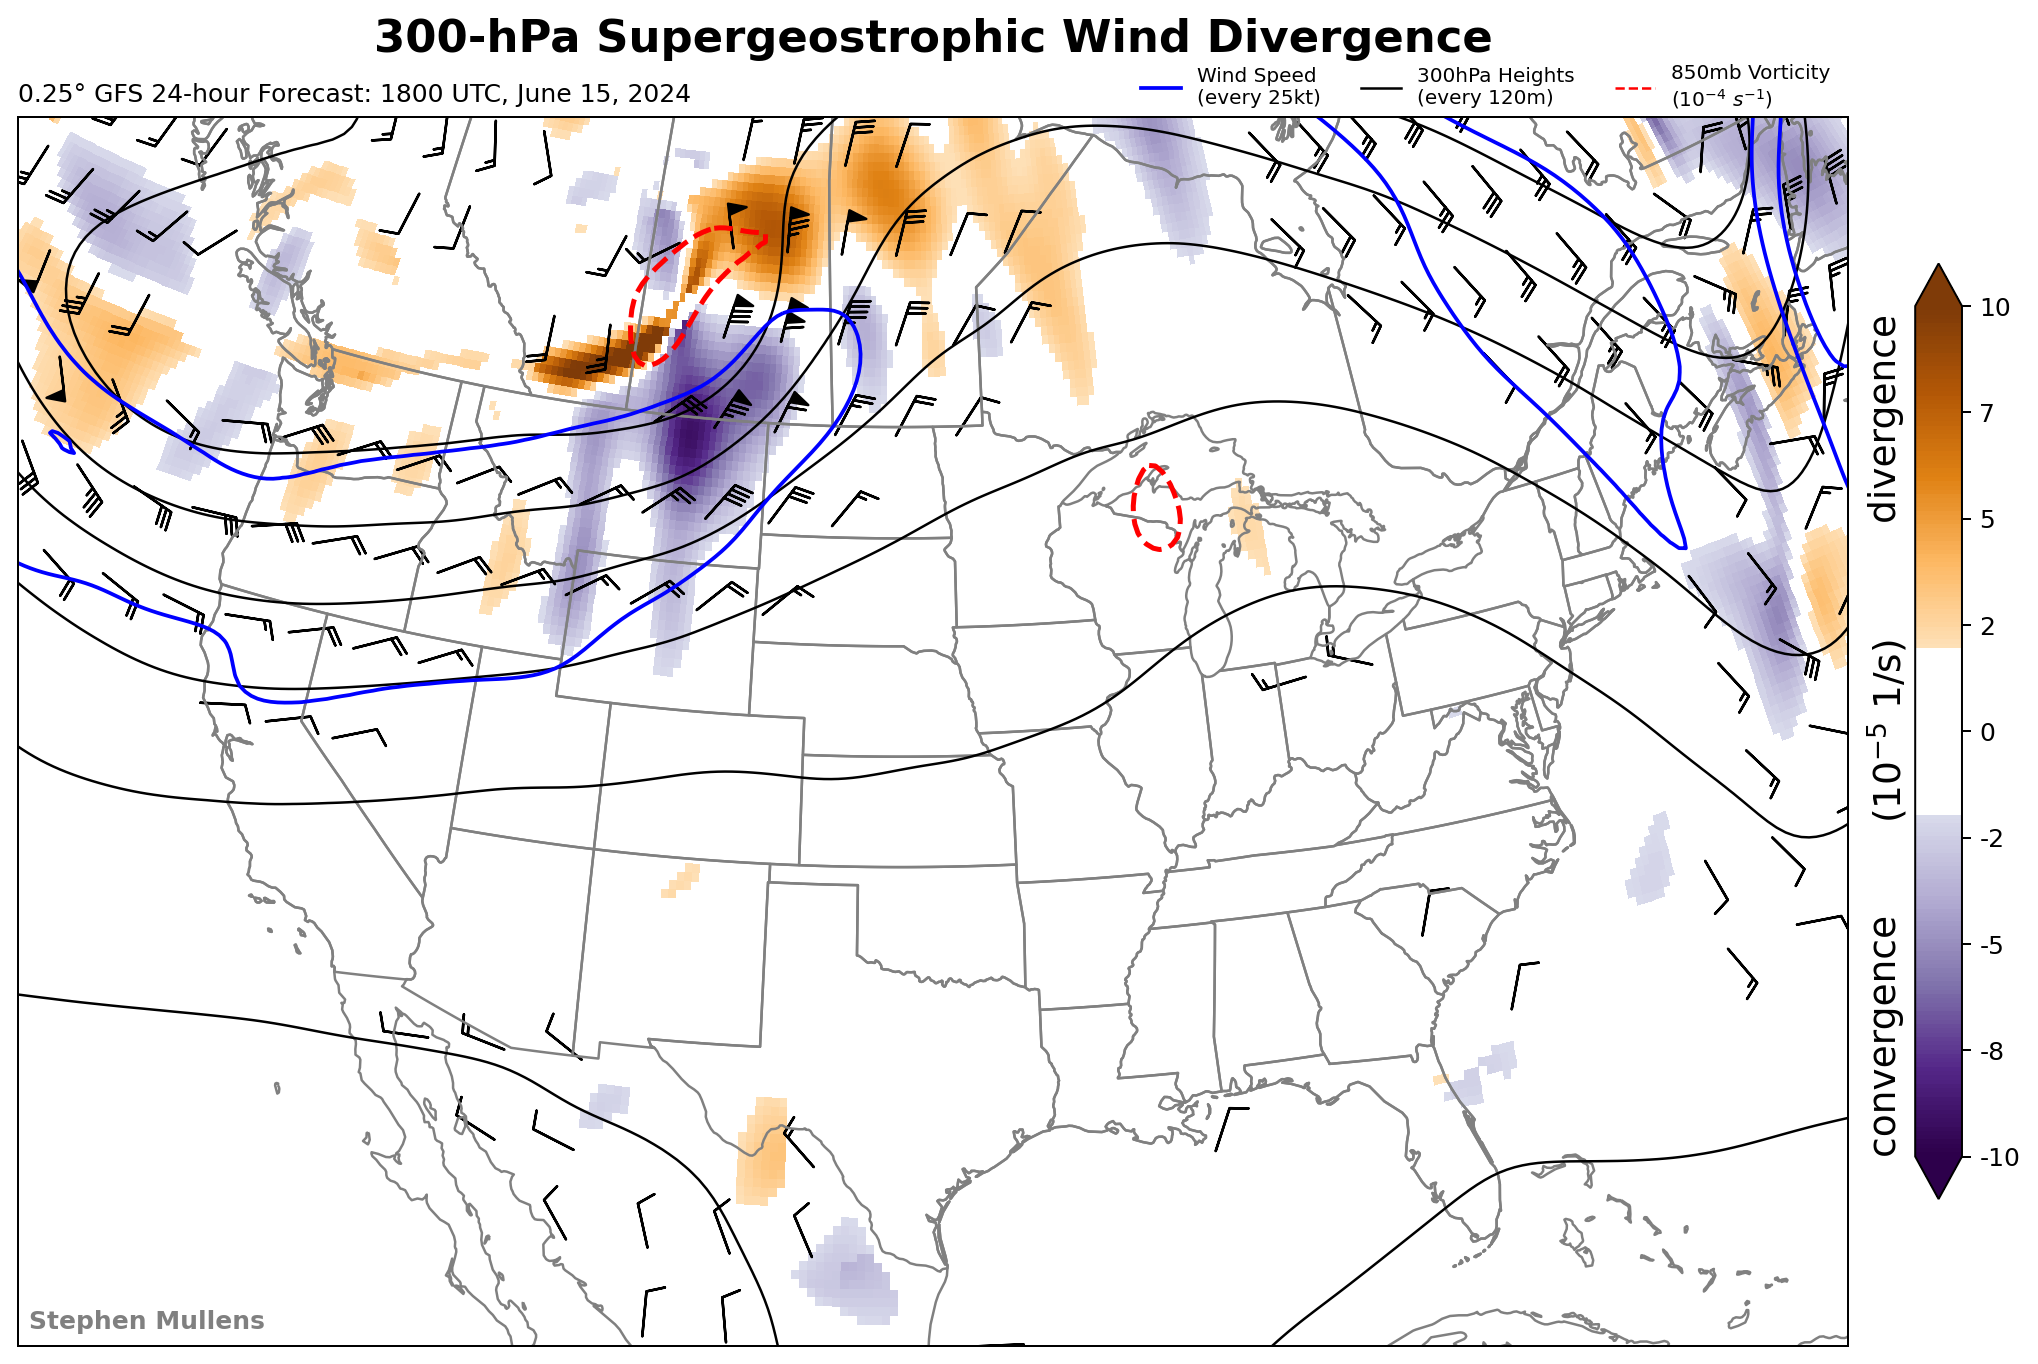 300-hPa Supergeostrophic Wind Divergence
0.25° GFS 24-hour Forecast: 1800 UTC, June 15, 2024
Wind Speed
(every 25kt)
300hPa Heights
(every 120m)
850mb Vorticity
(10⁻⁴ s⁻¹)
10
7
5
2
0
-2
-5
-8
-10
convergence (10⁻⁵ 1/s) divergence
Stephen Mullens